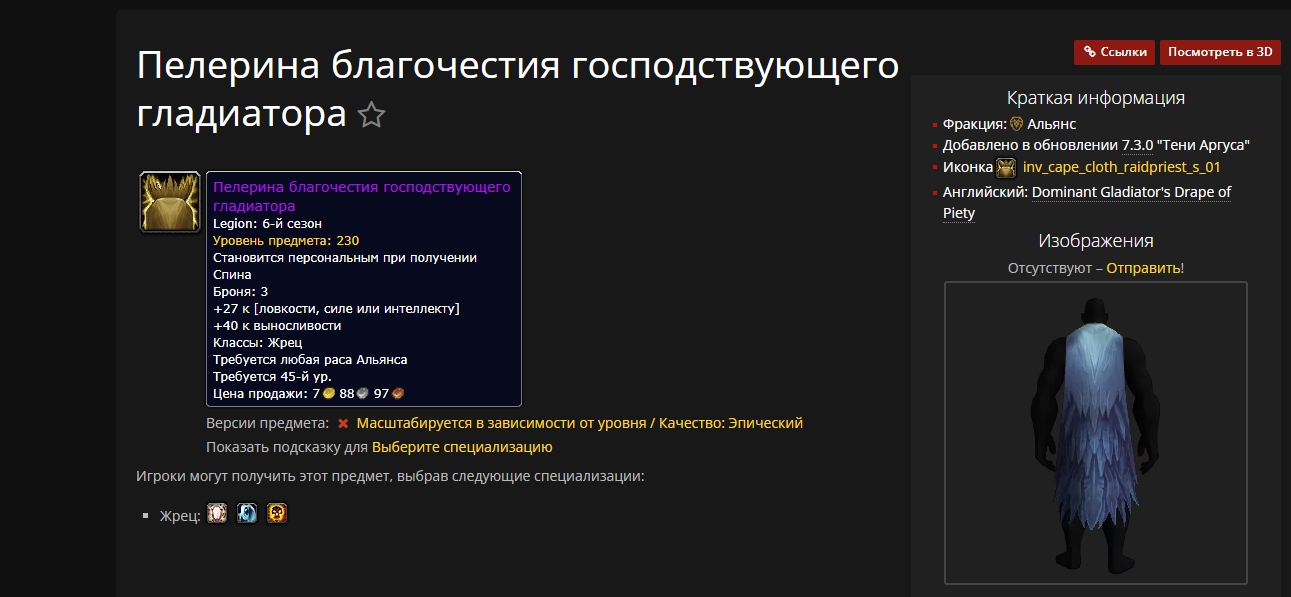 Пелерина благочестия господствующего
гладиатора
Пелерина благочестия господствующего
гладиатора
Legion: 6-й сезон
Уровень предмета: 230
Становится персональным при получении
Спина
Броня: 3
+27 к [ловкости, силе или интеллекту]
+40 к выносливости
Классы: Жрец
Требуется любая раса Альянса
Требуется 45-й ур.
Цена продажи: 7 88 97
Версии предмета: Масштабируется в зависимости от уровня / Качество: Эпический
Показать подсказку для Выберите специализацию
Игроки могут получить этот предмет, выбрав следующие специализации:
Жрец:
Ссылки
Посмотреть в 3D
Краткая информация
Фракция: Альянс
Добавлено в обновлении 7.3.0 "Тени Аргуса"
Иконка inv_cape_cloth_raidpriest_s_01
Английский: Dominant Gladiator's Drape of
Piety
Изображения
Отсутствуют – Отправить!